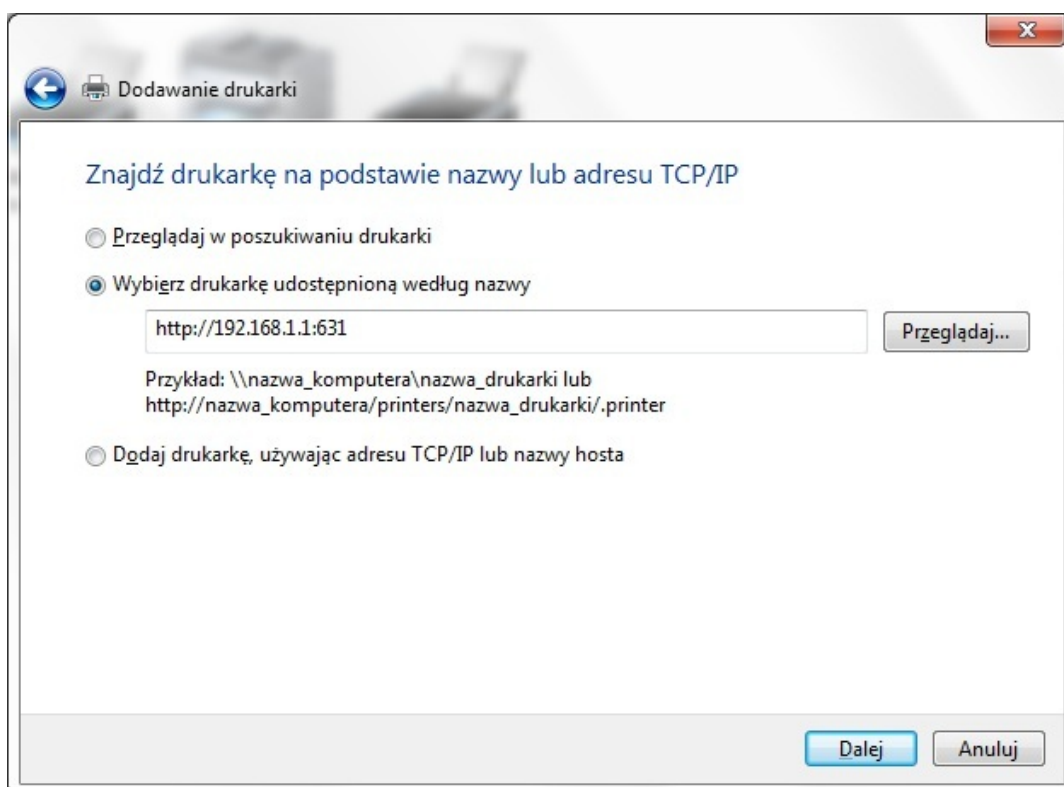 Dodawanie drukarki
Znajdź drukarkę na podstawie nazwy lub adresu TCP/IP
Przeglądaj w poszukiwaniu drukarki
Wybierz drukarkę udostępnioną według nazwy
http://192.168.1.1:631
Przeglądaj...
Przykład: \\nazwa_komputera\nazwa_drukarki lub
http://nazwa_komputera/printers/nazwa_drukarki/.printer
Dodaj drukarkę, używając adresu TCP/IP lub nazwy hosta
Dalej
Anuluj